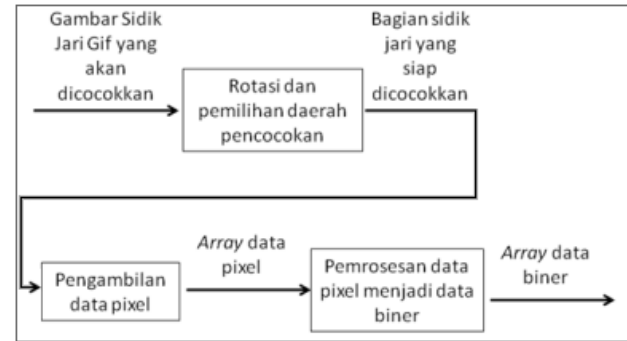 Gambar Sidik
Jari Gif yang
akan
dicocokkan
Rotasi dan
pemilihan daerah
pencocokan
Bagian sidik
jari yang
siap
dicocokkan
Pengambilan
data pixel
Array data
pixel
Pemrosesan data
pixel menjadi data
biner
Array data
biner